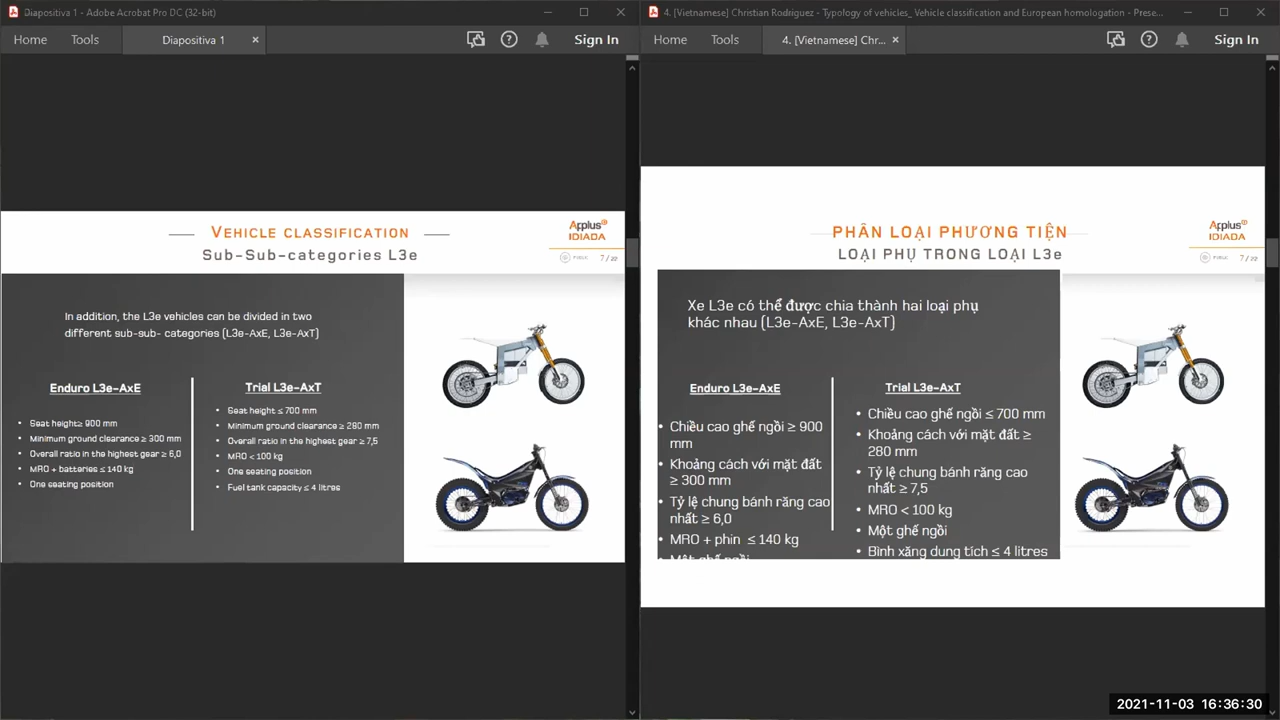 Diapositiva 1 - Adobe Acrobat Pro DC (32-bit)
Home Tools Diapositiva 1 × Sign In
VEHICLE CLASSIFICATION
Sub-Sub-categories L3e
Applus®
IDIADA
7 / 22
In addition, the L3e vehicles can be divided in two
different sub-sub- categories (L3e-AxE, L3e-AxT)
Enduro L3e-AxE
• Seat height≥ 900 mm
• Minimum ground clearance ≥ 300 mm
• Overall ratio in the highest gear ≥ 6,0
• MRO + batteries ≤ 140 kg
• One seating position
Trial L3e-AxT
• Seat height ≤ 700 mm
• Minimum ground clearance ≥ 280 mm
• Overall ratio in the highest gear ≥ 7,5
• MRO < 100 kg
• One seating position
• Fuel tank capacity ≤ 4 litres
4. [Vietnamese] Christian Rodriguez - Typology of vehicles_ Vehicle classification and European homologation - Prese...
Home Tools 4. [Vietnamese] Chr... × Sign In
PHÂN LOẠI PHƯƠNG TIỆN
LOẠI PHỤ TRONG LOẠI L3e
Applus®
IDIADA
7 / 22
Xe L3e có thể được chia thành hai loại phụ
khác nhau (L3e-AxE, L3e-AxT)
Enduro L3e-AxE
• Chiều cao ghế ngồi ≥ 900
mm
• Khoảng cách với mặt đất
≥ 300 mm
• Tỷ lệ chung bánh răng cao
nhất ≥ 6,0
• MRO + phin ≤ 140 kg
• Một ghế ngồi
Trial L3e-AxT
• Chiều cao ghế ngồi ≤ 700 mm
• Khoảng cách với mặt đất ≥
280 mm
• Tỷ lệ chung bánh răng cao
nhất ≥ 7,5
• MRO < 100 kg
• Một ghế ngồi
• Bình xăng dung tích ≤ 4 litres
2021-11-03 16:36:30